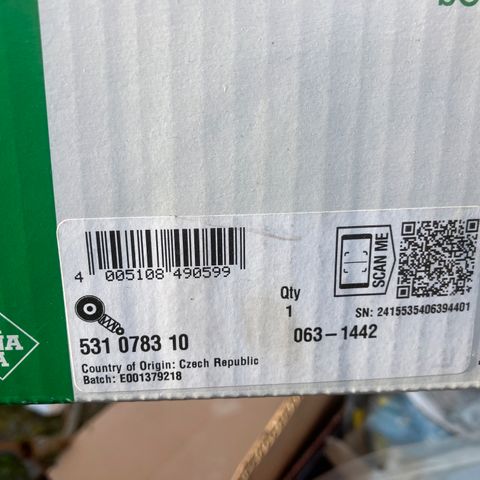 4 005108 490599
Qty
1
SCAN ME
SN: 2415535406394401
531 0783 10
063-1442
Country of Origin: Czech Republic
Batch: E001379218